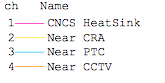 ch Name
1 CNCS HeatSink
2 Near CRA
3 Near PTC
4 Near CCTV